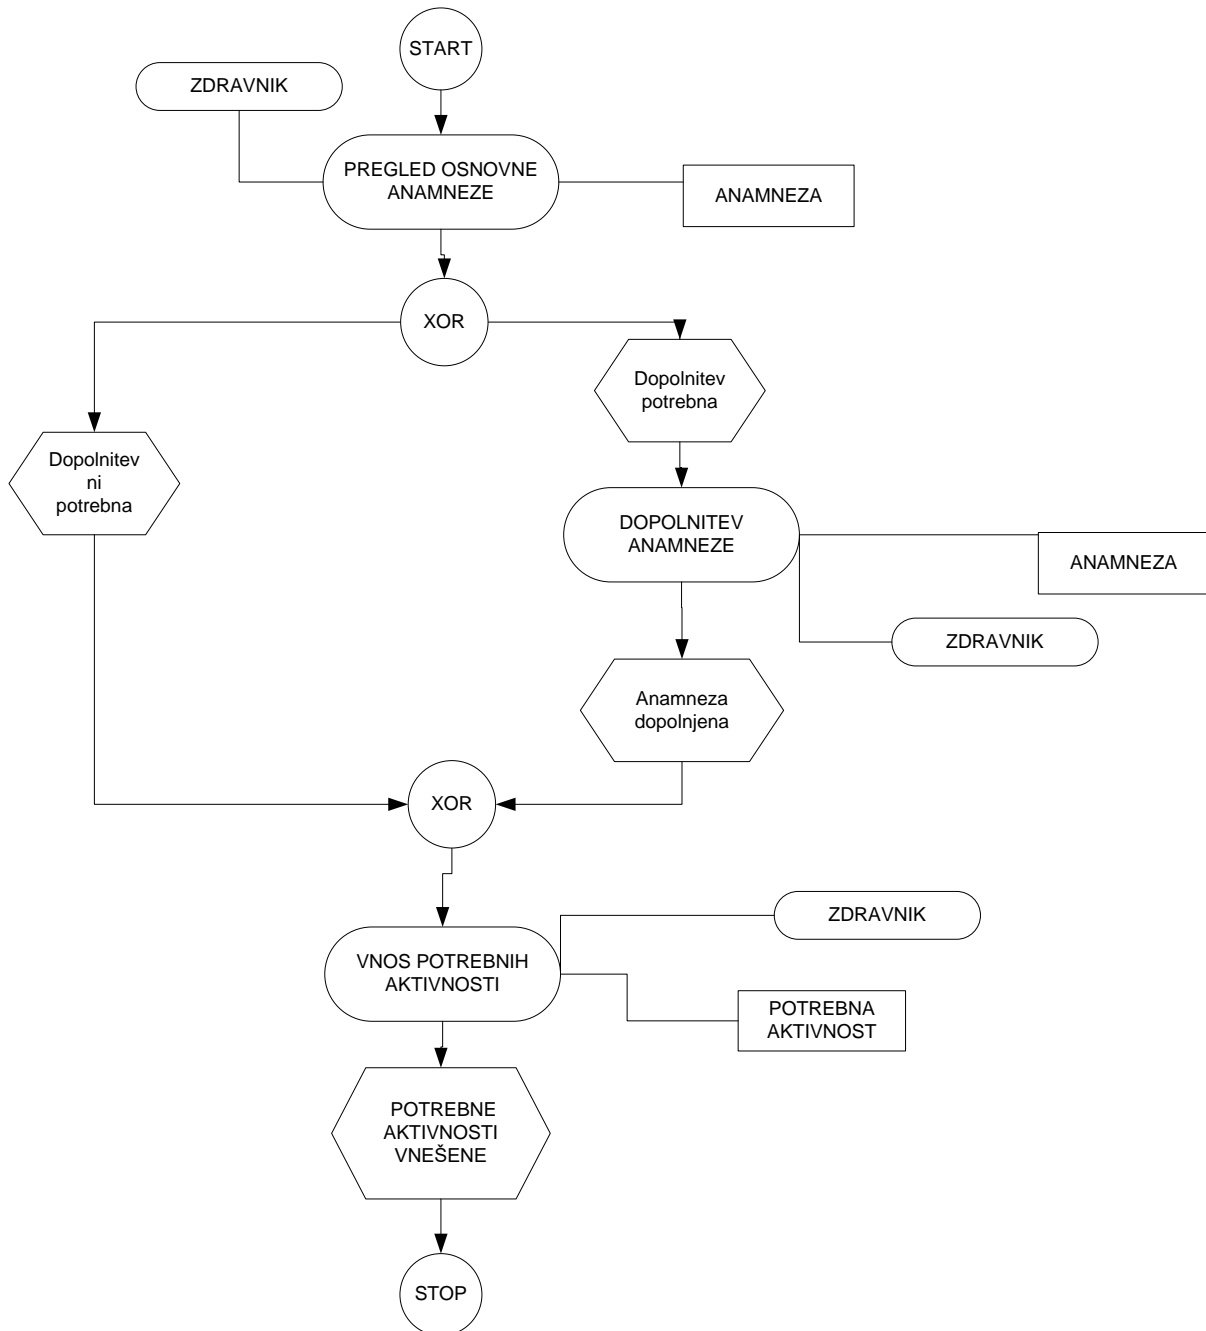 START
ZDRAVNIK
PREGLED OSNOVNE
ANAMNEZE
ANAMNEZA
XOR
Dopolnitev
potrebna
Dopolnitev
ni
potrebna
DOPOLNITEV
ANAMNEZE
ANAMNEZA
ZDRAVNIK
Anamneza
dopolnjena
XOR
ZDRAVNIK
VNOS POTREBNIH
AKTIVNOSTI
POTREBNA
AKTIVNOST
POTREBNE
AKTIVNOSTI
VNEŠENE
STOP